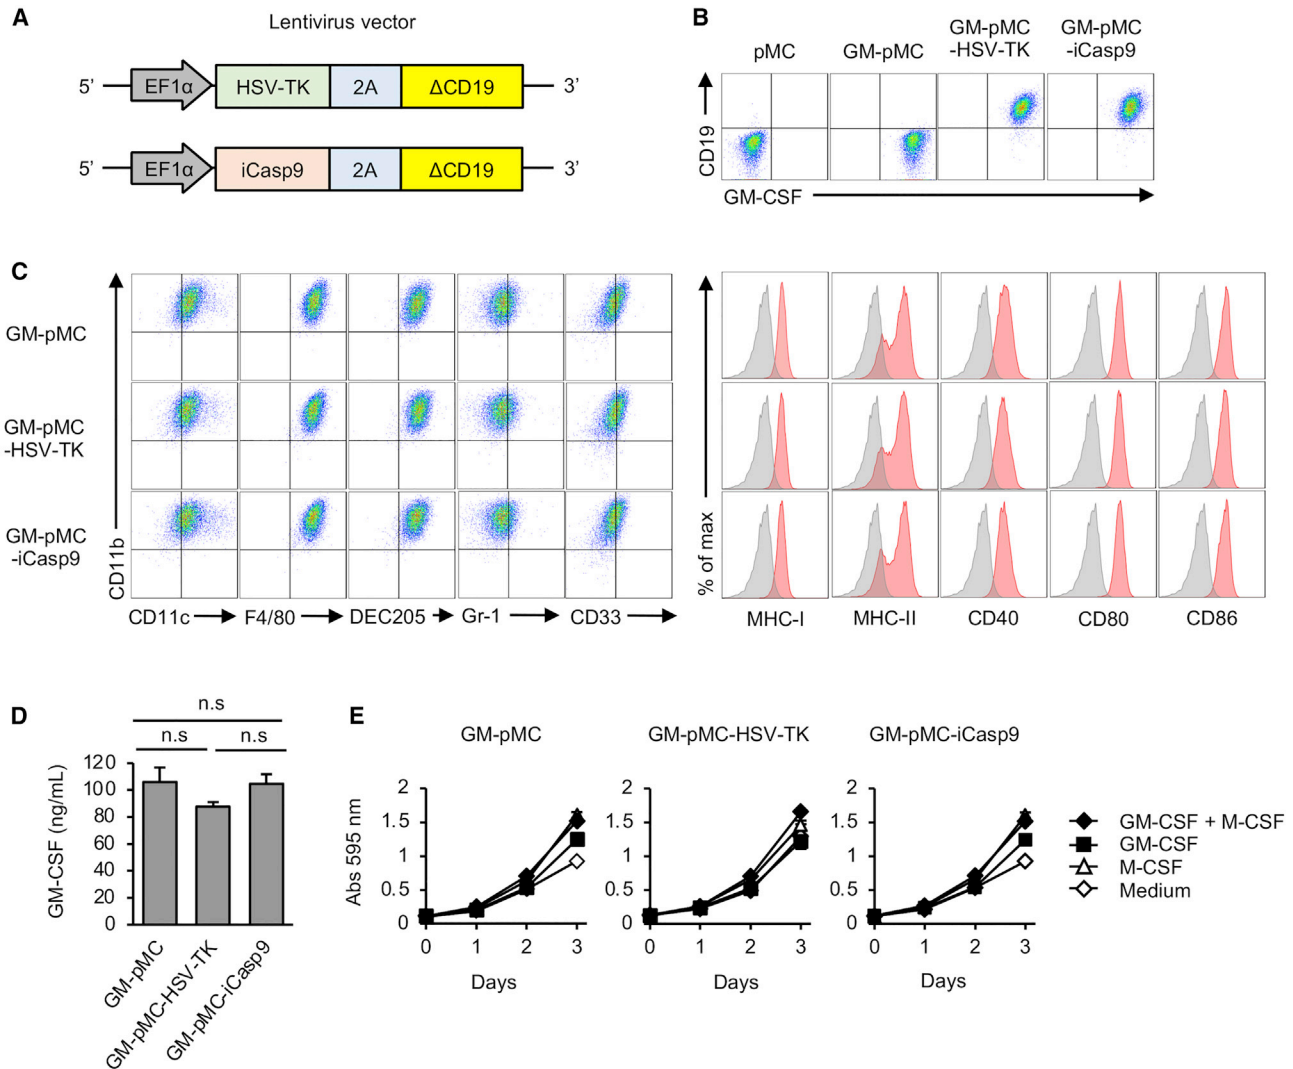 A
Lentivirus vector
5’ EF1α HSV-TK 2A ΔCD19 3’
5’ EF1α iCasp9 2A ΔCD19 3’
B
pMC
GM-pMC
GM-pMC
-HSV-TK
GM-pMC
-iCasp9
CD19
GM-CSF
C
GM-pMC
GM-pMC
-HSV-TK
GM-pMC
-iCasp9
CD11b
CD11c
F4/80
DEC205
Gr-1
CD33
% of max
MHC-I
MHC-II
CD40
CD80
CD86
D
n.s
n.s
n.s
GM-CSF (ng/mL)
120
100
80
60
40
20
0
GM-pMC
GM-pMC-HSV-TK
GM-pMC-iCasp9
E
GM-pMC
Abs 595 nm
2
1.5
1
0.5
0
0 1 2 3
Days
GM-pMC-HSV-TK
2
1.5
1
0.5
0
0 1 2 3
Days
GM-pMC-iCasp9
2
1.5
1
0.5
0
0 1 2 3
Days
GM-CSF + M-CSF
GM-CSF
M-CSF
Medium